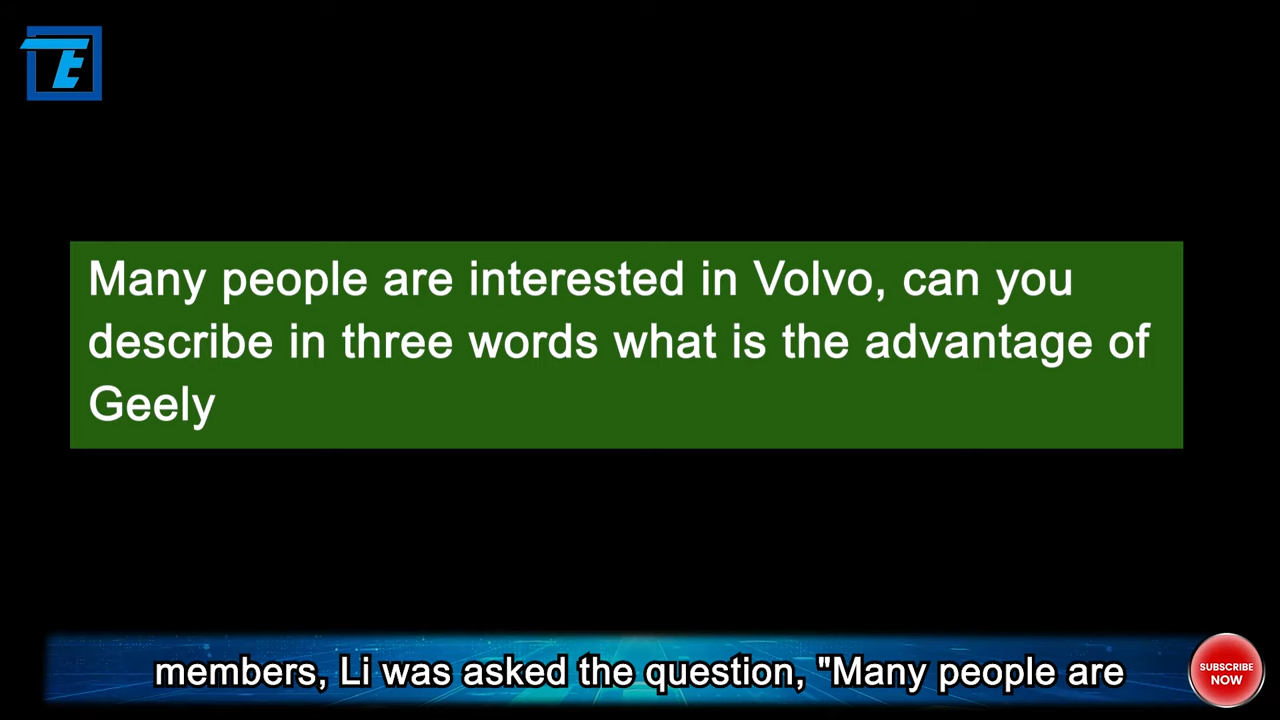 TE
Many people are interested in Volvo, can you
describe in three words what is the advantage of
Geely
members, Li was asked the question, "Many people are
SUBSCRIBE
NOW